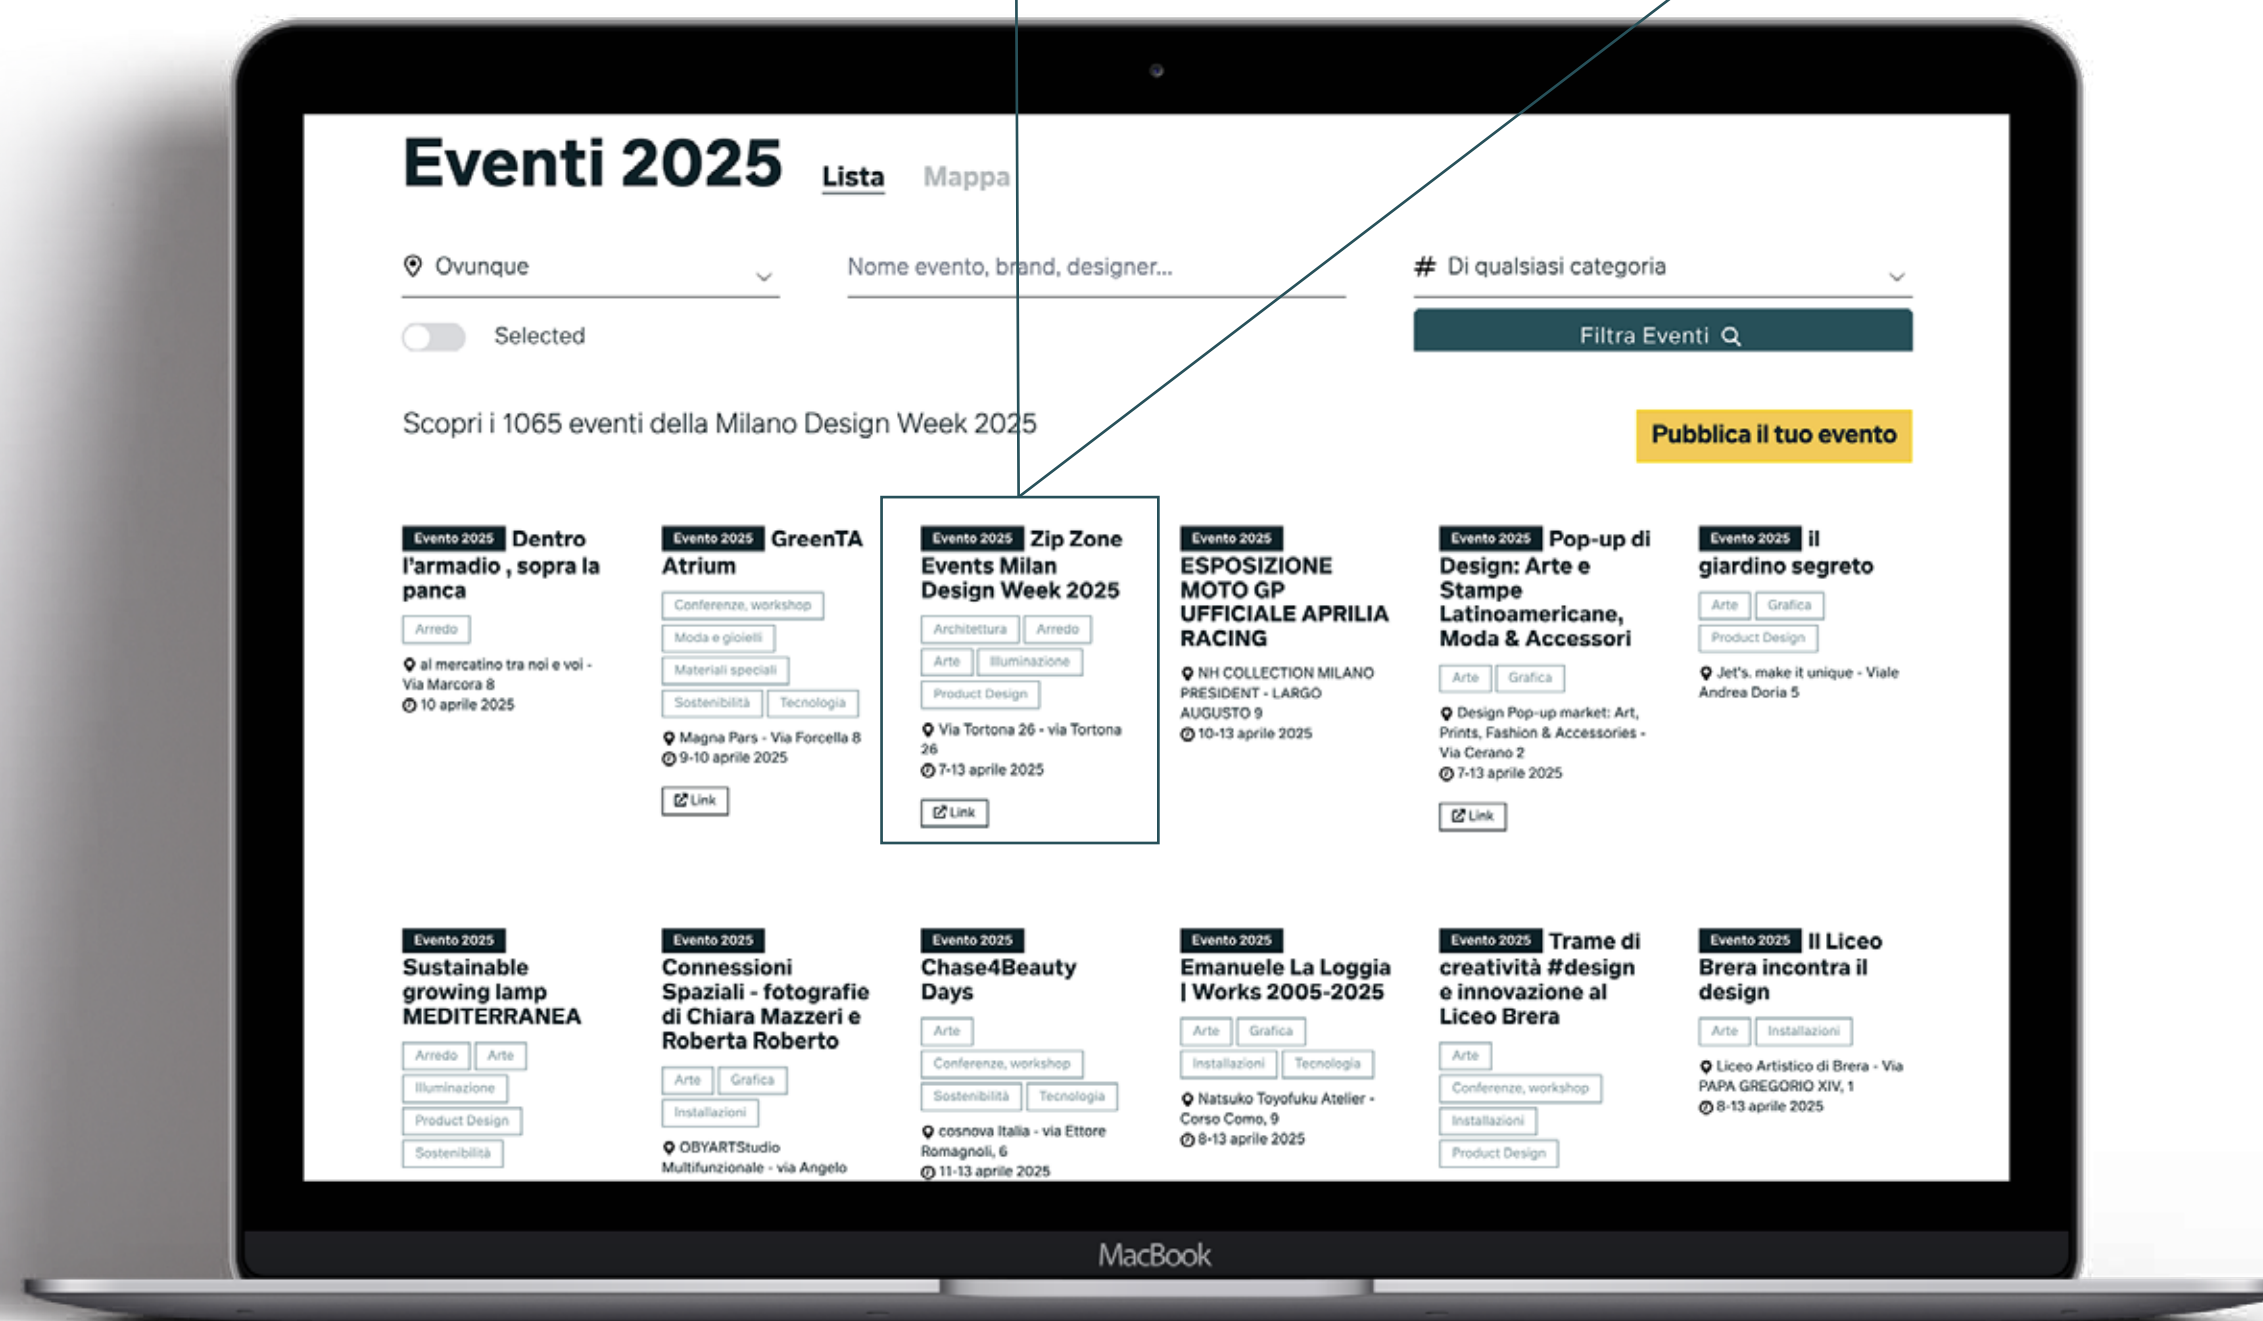 Eventi 2025 Lista Mappa
Ovunque
Nome evento, brand, designer...
# Di qualsiasi categoria
Selected
Filtra Eventi
Scopri i 1065 eventi della Milano Design Week 2025
Pubblica il tuo evento
Evento 2025 Dentro
l'armadio , sopra la
panca
Arredo
al mercatino tra noi e voi -
Via Marcora 8
10 aprile 2025
Evento 2025 GreenTA
Atrium
Conferenze, workshop
Moda e gioielli
Materiali speciali
Sostenibilità Tecnologia
Magna Pars - Via Forcella 8
9-10 aprile 2025
Link
Evento 2025 Zip Zone
Events Milan
Design Week 2025
Architettura Arredo
Arte Illuminazione
Product Design
Via Tortona 26 - via Tortona
26
7-13 aprile 2025
Link
Evento 2025
ESPOSIZIONE
MOTO GP
UFFICIALE APRILIA
RACING
NH COLLECTION MILANO
PRESIDENT - LARGO
AUGUSTO 9
10-13 aprile 2025
Evento 2025 Pop-up di
Design: Arte e
Stampe
Latinoamericane,
Moda & Accessori
Arte Grafica
Design Pop-up market: Art,
Prints, Fashion & Accessories -
Via Cerano 2
7-13 aprile 2025
Link
Evento 2025 il
giardino segreto
Arte Grafica
Product Design
Jet's. make it unique - Viale
Andrea Doria 5
Evento 2025
Sustainable
growing lamp
MEDITERRANEA
Arredo Arte
Illuminazione
Product Design
Sostenibilità
Evento 2025
Connessioni
Spaziali - fotografie
di Chiara Mazzeri e
Roberta Roberto
Arte Grafica
Installazioni
OBYARTStudio
Multifunzionale - via Angelo
Evento 2025
Chase4Beauty
Days
Arte
Conferenze, workshop
Sostenibilità Tecnologia
cosnova Italia - via Ettore
Romagnoli, 6
11-13 aprile 2025
Evento 2025
Emanuele La Loggia
| Works 2005-2025
Arte Grafica
Installazioni Tecnologia
Natsuko Toyofuku Atelier -
Corso Como, 9
8-13 aprile 2025
Evento 2025 Trame di
creatività #design
e innovazione al
Liceo Brera
Arte
Conferenze, workshop
Installazioni
Product Design
Evento 2025 Il Liceo
Brera incontra il
design
Arte Installazioni
Liceo Artistico di Brera - Via
PAPA GREGORIO XIV, 1
8-13 aprile 2025
MacBook